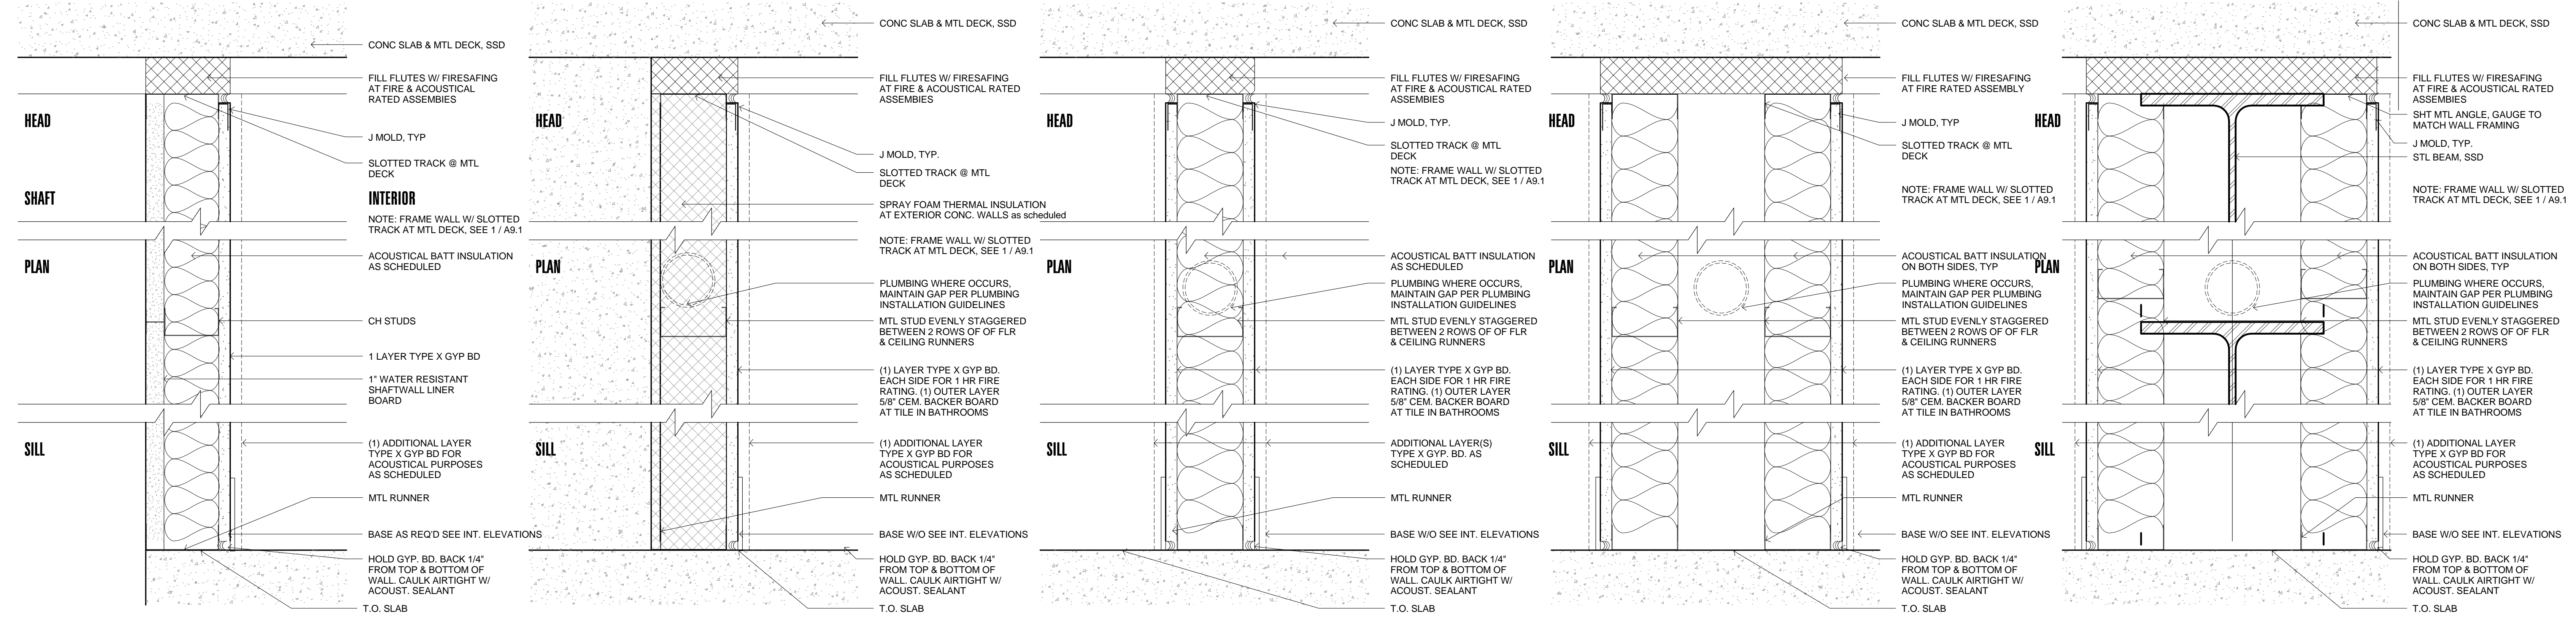 CONC SLAB & MTL DECK, SSD
FILL FLUTES W/ FIRESAFING
AT FIRE & ACOUSTICAL
RATED ASSEMBLIES
HEAD
J MOLD, TYP
SLOTTED TRACK @ MTL
DECK
SHAFT
INTERIOR
NOTE: FRAME WALL W/ SLOTTED
TRACK AT MTL DECK, SEE 1 / A9.1
PLAN
ACOUSTICAL BATT INSULATION
AS SCHEDULED
CH STUDS
1 LAYER TYPE X GYP BD
1" WATER RESISTANT
SHAFTWALL LINER
BOARD
SILL
(1) ADDITIONAL LAYER
TYPE X GYP BD FOR
ACOUSTICAL PURPOSES
AS SCHEDULED
MTL RUNNER
BASE AS REQ'D SEE INT. ELEVATIONS
HOLD GYP. BD. BACK 1/4"
FROM TOP & BOTTOM OF
WALL. CAULK AIRTIGHT W/
ACOUST. SEALANT
T.O. SLAB
CONC SLAB & MTL DECK, SSD
FILL FLUTES W/ FIRESAFING
AT FIRE & ACOUSTICAL RATED
ASSEMBLIES
HEAD
J MOLD, TYP.
SLOTTED TRACK @ MTL
DECK
SPRAY FOAM THERMAL INSULATION
AT EXTERIOR CONC. WALLS as scheduled
NOTE: FRAME WALL W/ SLOTTED
TRACK AT MTL DECK, SEE 1 / A9.1
PLAN
PLUMBING WHERE OCCURS,
MAINTAIN GAP PER PLUMBING
INSTALLATION GUIDELINES
MTL STUD EVENLY STAGGERED
BETWEEN 2 ROWS OF OF FLR
& CEILING RUNNERS
(1) LAYER TYPE X GYP BD.
EACH SIDE FOR 1 HR FIRE
RATING. (1) OUTER LAYER
5/8" CEM. BACKER BOARD
AT TILE IN BATHROOMS
SILL
(1) ADDITIONAL LAYER
TYPE X GYP BD FOR
ACOUSTICAL PURPOSES
AS SCHEDULED
MTL RUNNER
BASE W/O SEE INT. ELEVATIONS
HOLD GYP. BD. BACK 1/4"
FROM TOP & BOTTOM OF
WALL. CAULK AIRTIGHT W/
ACOUST. SEALANT
T.O. SLAB
CONC SLAB & MTL DECK, SSD
FILL FLUTES W/ FIRESAFING
AT FIRE & ACOUSTICAL RATED
ASSEMBLIES
HEAD
J MOLD, TYP.
SLOTTED TRACK @ MTL
DECK
NOTE: FRAME WALL W/ SLOTTED
TRACK AT MTL DECK, SEE 1 / A9.1
PLAN
ACOUSTICAL BATT INSULATION
AS SCHEDULED
PLUMBING WHERE OCCURS,
MAINTAIN GAP PER PLUMBING
INSTALLATION GUIDELINES
MTL STUD EVENLY STAGGERED
BETWEEN 2 ROWS OF OF FLR
& CEILING RUNNERS
(1) LAYER TYPE X GYP BD.
EACH SIDE FOR 1 HR FIRE
RATING. (1) OUTER LAYER
5/8" CEM. BACKER BOARD
AT TILE IN BATHROOMS
SILL
ADDITIONAL LAYER(S)
TYPE X GYP. BD. AS
SCHEDULED
MTL RUNNER
BASE W/O SEE INT. ELEVATIONS
HOLD GYP. BD. BACK 1/4"
FROM TOP & BOTTOM OF
WALL. CAULK AIRTIGHT W/
ACOUST. SEALANT
T.O. SLAB
CONC SLAB & MTL DECK, SSD
FILL FLUTES W/ FIRESAFING
AT FIRE RATED ASSEMBLY
HEAD
J MOLD, TYP
SLOTTED TRACK @ MTL
DECK
NOTE: FRAME WALL W/ SLOTTED
TRACK AT MTL DECK, SEE 1 / A9.1
PLAN
ACOUSTICAL BATT INSULATION
ON BOTH SIDES, TYP
PLUMBING WHERE OCCURS,
MAINTAIN GAP PER PLUMBING
INSTALLATION GUIDELINES
MTL STUD EVENLY STAGGERED
BETWEEN 2 ROWS OF OF FLR
& CEILING RUNNERS
(1) LAYER TYPE X GYP BD.
EACH SIDE FOR 1 HR FIRE
RATING. (1) OUTER LAYER
5/8" CEM. BACKER BOARD
AT TILE IN BATHROOMS
SILL
(1) ADDITIONAL LAYER
TYPE X GYP BD FOR
ACOUSTICAL PURPOSES
AS SCHEDULED
MTL RUNNER
BASE W/O SEE INT. ELEVATIONS
HOLD GYP. BD. BACK 1/4"
FROM TOP & BOTTOM OF
WALL. CAULK AIRTIGHT W/
ACOUST. SEALANT
T.O. SLAB
CONC SLAB & MTL DECK, SSD
FILL FLUTES W/ FIRESAFING
AT FIRE & ACOUSTICAL RATED
ASSEMBLIES
SHT MTL ANGLE, GAUGE TO
MATCH WALL FRAMING
HEAD
J MOLD, TYP.
STL BEAM, SSD
NOTE: FRAME WALL W/ SLOTTED
TRACK AT MTL DECK, SEE 1 / A9.1
PLAN
ACOUSTICAL BATT INSULATION
ON BOTH SIDES, TYP
PLUMBING WHERE OCCURS,
MAINTAIN GAP PER PLUMBING
INSTALLATION GUIDELINES
MTL STUD EVENLY STAGGERED
BETWEEN 2 ROWS OF OF FLR
& CEILING RUNNERS
(1) LAYER TYPE X GYP BD.
EACH SIDE FOR 1 HR FIRE
RATING. (1) OUTER LAYER
5/8" CEM. BACKER BOARD
AT TILE IN BATHROOMS
SILL
(1) ADDITIONAL LAYER
TYPE X GYP BD FOR
ACOUSTICAL PURPOSES
AS SCHEDULED
MTL RUNNER
BASE W/O SEE INT. ELEVATIONS
HOLD GYP. BD. BACK 1/4"
FROM TOP & BOTTOM OF
WALL. CAULK AIRTIGHT W/
ACOUST. SEALANT
T.O. SLAB